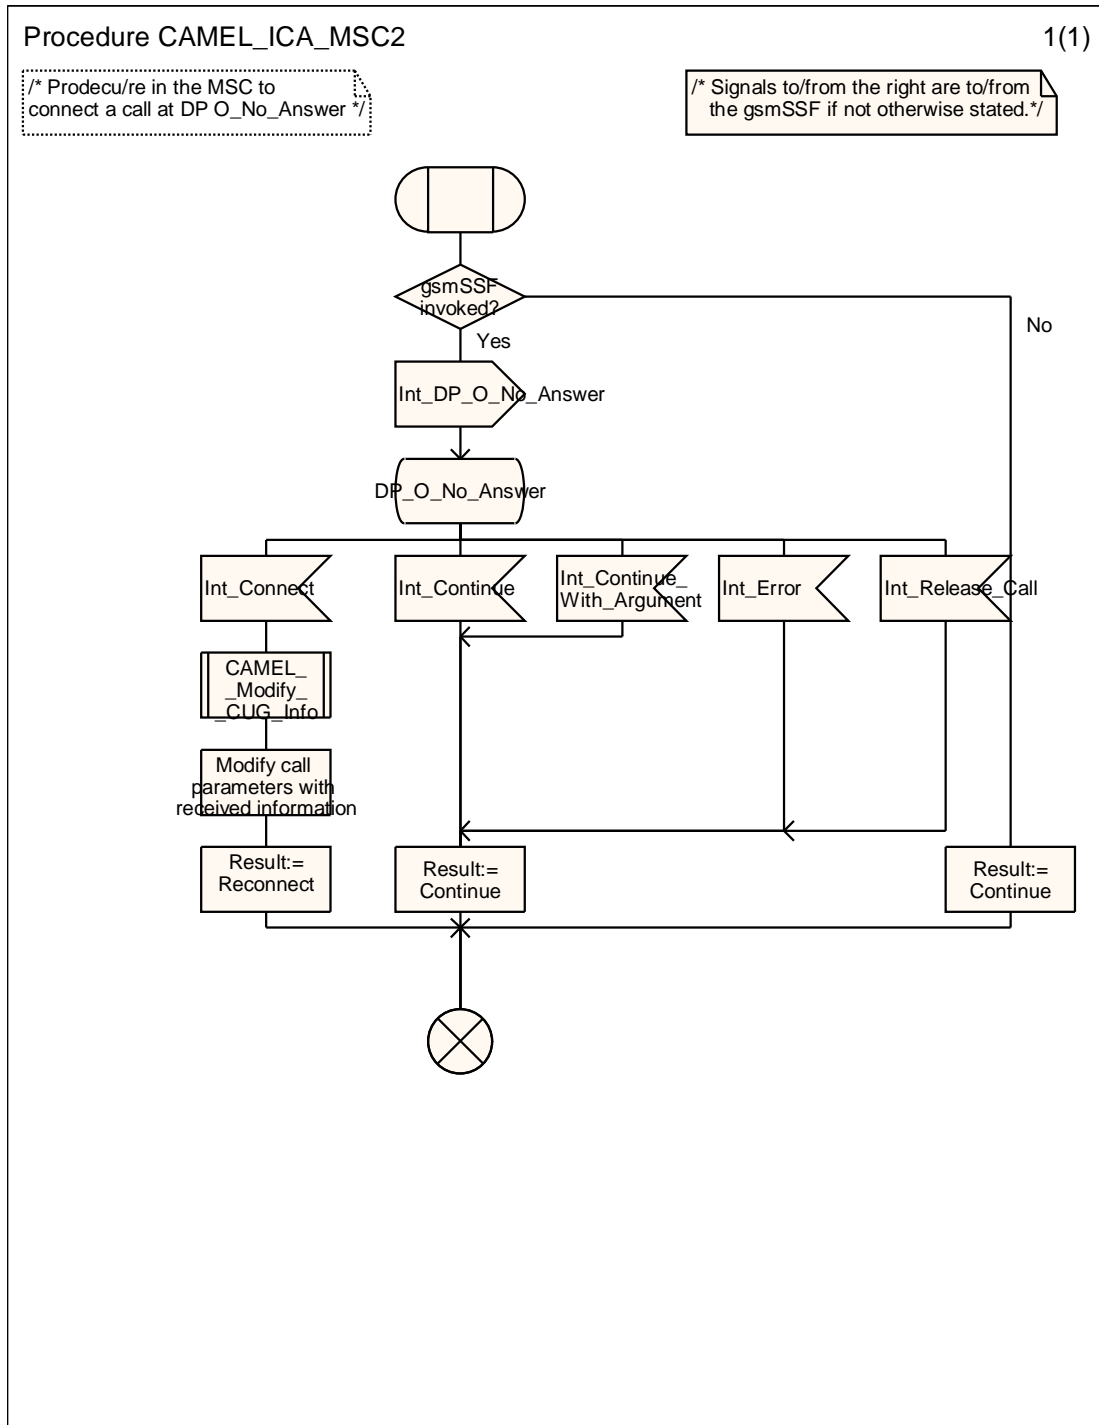 Procedure CAMEL_ICA_MSC2
1(1)
/* Prodecu/re in the MSC to
connect a call at DP O_No_Answer */
/* Signals to/from the right are to/from
the gsmSSF if not otherwise stated.*/
gsmSSF
invoked?
No
Yes
Int_DP_O_No_Answer
DP_O_No_Answer
Int_Connect
Int_Continue
Int_Continue_
With_Argument
Int_Error
Int_Release_Call
CAMEL_
_Modify_
_CUG_Info
Modify call
parameters with
received information
Result:=
Reconnect
Result:=
Continue
Result:=
Continue